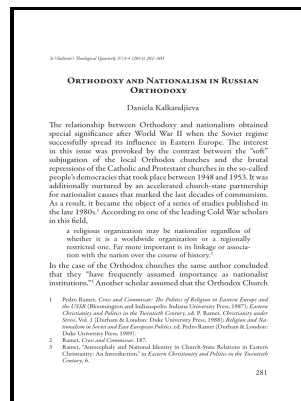 St Vladimir's Theological Quarterly 57:3-4 (2013) 281–303
Orthodoxy and Nationalism in Russian
Orthodoxy
Daniela Kalkandjieva
The relationship between Orthodoxy and nationalism obtained
special significance after World War II when the Soviet regime
successfully spread its influence in Eastern Europe. The interest
in this issue was provoked by the contrast between the "soft"
subjugation of the local Orthodox churches and the brutal
repressions of the Catholic and Protestant churches in the so-called
people's democracies that took place between 1948 and 1953. It was
additionally nurtured by an accelerated church-state partnership
for nationalist causes that marked the last decades of communism.
As a result, it became the object of a series of studies published in
the late 1980s.1 According to one of the leading Cold War scholars
in this field,
a religious organization may be nationalist regardless of
whether it is a worldwide organization or a regionally
restricted one. Far more important is its linkage or associa-
tion with the nation over the course of history.2
In the case of the Orthodox churches the same author concluded
that they "have frequently assumed importance as nationalist
institutions."3 Another scholar assumed that the Orthodox Church
1 Pedro Ramet, Cross and Commissar: The Politics of Religion in Eastern Europe and
the USSR (Bloomington and Indianapolis: Indiana University Press, 1987); Eastern
Christianity and Politics in the Twentieth Century, ed. P. Ramet, Christianity under
Stress, Vol. 1 (Durham & London: Duke University Press, 1988); Religion and Na-
tionalism in Soviet and East European Politics, ed. Pedro Ramet (Durham & London:
Duke University Press, 1989).
2 Ramet, Cross and Commissar, 187.
3 Ramet, "Autocephaly and National Identity in Church-State Relations in Eastern
Christianity: An Introduction," in Eastern Christianity and Politics in the Twentieth
Century, 6.
281